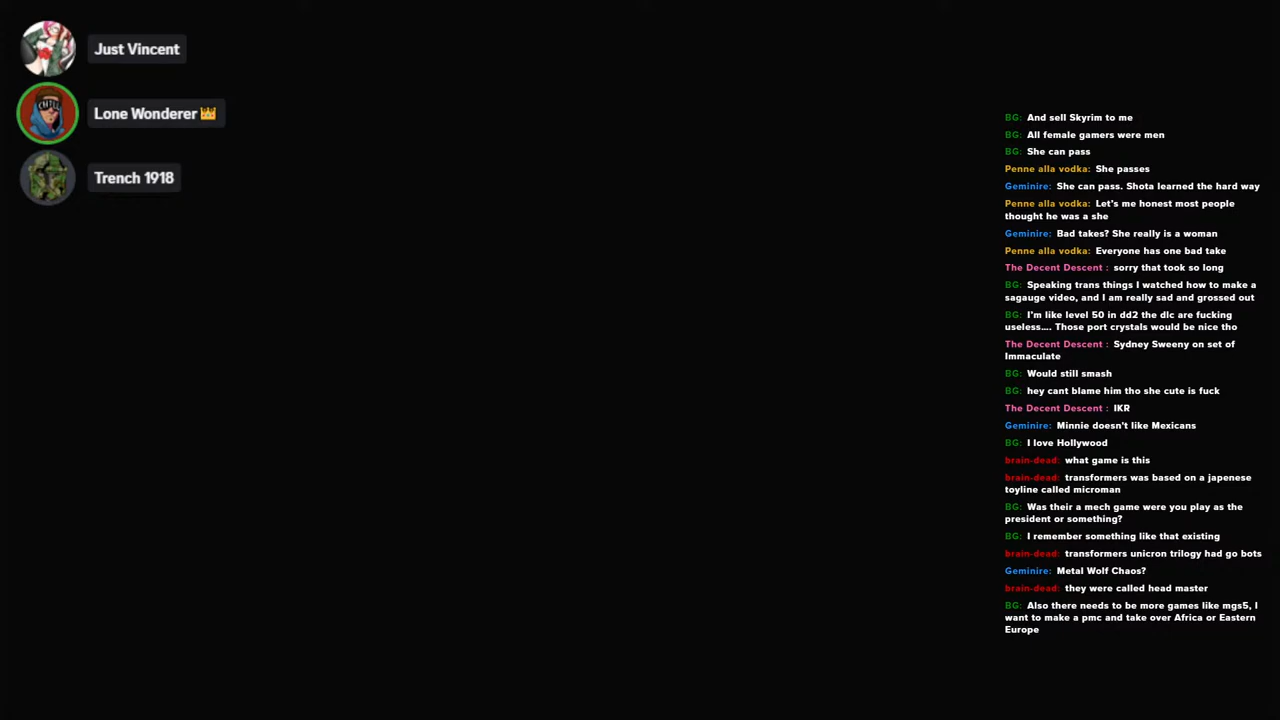 Just Vincent
Lone Wonderer 👑
Trench 1918
BG: And sell Skyrim to me
BG: All female gamers were men
BG: She can pass
Penne alla vodka: She passes
Geminire: She can pass. Shota learned the hard way
Penne alla vodka: Let's me honest most people
thought he was a she
Geminire: Bad takes? She really is a woman
Penne alla vodka: Everyone has one bad take
The Decent Descent : sorry that took so long
BG: Speaking trans things I watched how to make a
sagauge video, and I am really sad and grossed out
BG: I'm like level 50 in dd2 the dlc are fucking
useless.... Those port crystals would be nice tho
The Decent Descent : Sydney Sweeny on set of
Immaculate
BG: Would still smash
BG: hey cant blame him tho she cute is fuck
The Decent Descent : IKR
Geminire: Minnie doesn't like Mexicans
BG: I love Hollywood
brain-dead: what game is this
brain-dead: transformers was based on a japenese
toyline called microman
BG: Was their a mech game were you play as the
president or something?
BG: I remember something like that existing
brain-dead: transformers unicron trilogy had go bots
Geminire: Metal Wolf Chaos?
brain-dead: they were called head master
BG: Also there needs to be more games like mgs5, I
want to make a pmc and take over Africa or Eastern
Europe